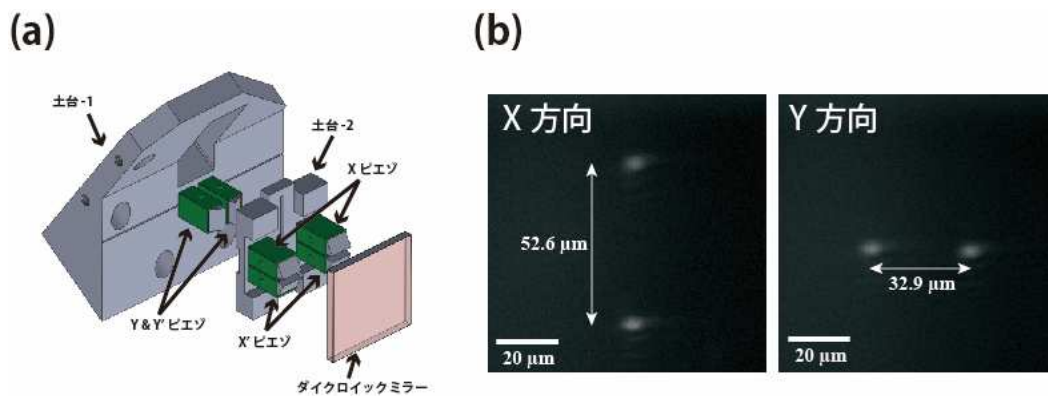 (a)
土台-1
土台-2
X ピエゾ
Y & Y' ピエゾ
X' ピエゾ
ダイクロイックミラー
(b)
X 方向
52.6 μm
20 μm
Y 方向
32.9 μm
20 μm